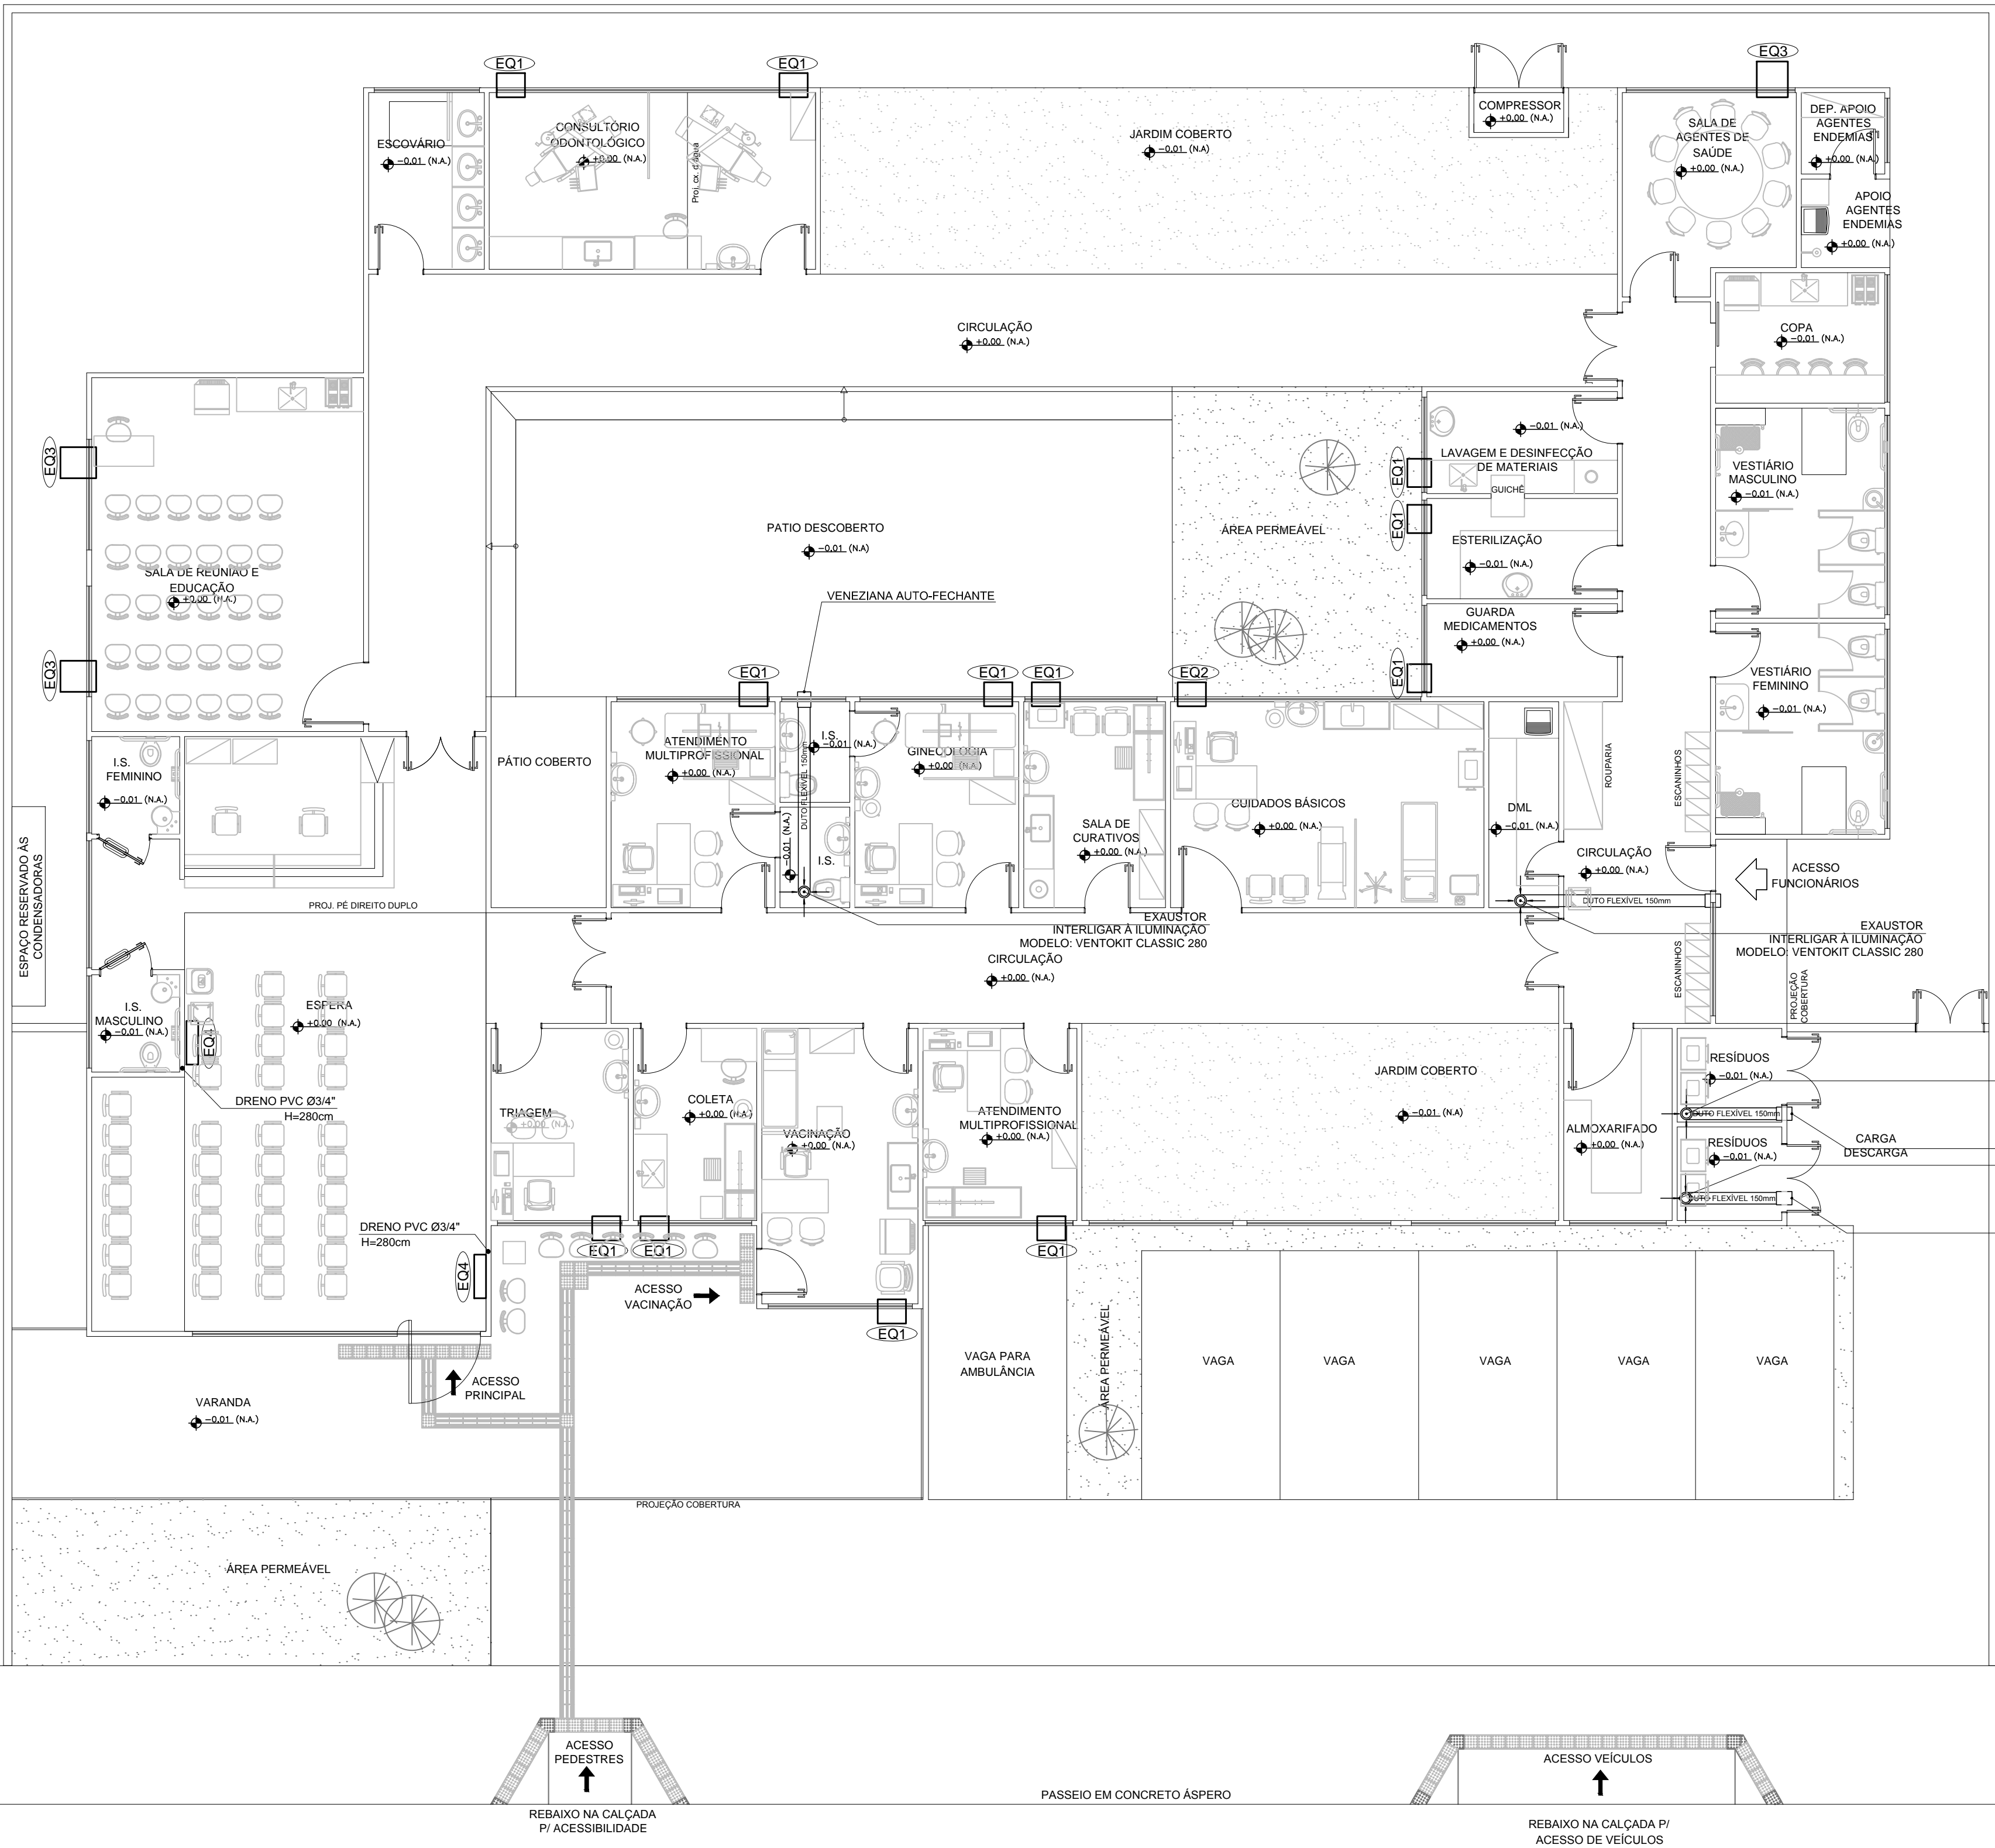 EQ1
EQ1
EQ3
ESCOVÁRIO
-0.01 (N.A.)
CONSULTÓRIO
ODONTOLÓGICO
+0.00 (N.A.)
Proj. cx. d'água
JARDIM COBERTO
-0.01 (N.A)
COMPRESSOR
+0.00 (N.A.)
SALA DE
AGENTES DE
SAÚDE
+0.00 (N.A.)
DEP. APOIO
AGENTES
ENDEMIAS
+0.00 (N.A.)
APOIO
AGENTES
ENDEMIAS
+0.00 (N.A.)
CIRCULAÇÃO
+0.00 (N.A.)
COPA
-0.01 (N.A.)
EQ3
SALA DE REUNIÃO E
EDUCAÇÃO
+0.00 (N.A.)
EQ3
PATIO DESCOBERTO
-0.01 (N.A)
ÁREA PERMEÁVEL
VENEZIANA AUTO-FECHANTE
EQ1
-0.01 (N.A.)
LAVAGEM E DESINFECÇÃO
DE MATERIAIS
GUICHÊ
EQ1
ESTERILIZAÇÃO
-0.01 (N.A.)
GUARDA
MEDICAMENTOS
+0.00 (N.A.)
EQ1
VESTIÁRIO
MASCULINO
-0.01 (N.A.)
VESTIÁRIO
FEMININO
-0.01 (N.A.)
EQ1
EQ1
EQ1
EQ2
I.S.
FEMININO
-0.01 (N.A.)
PÁTIO COBERTO
ATENDIMENTO
MULTIPROFISSIONAL
+0.00 (N.A.)
I.S.
-0.01 (N.A.)
DUTO FLEXÍVEL 150mm
-0.01 (N.A.)
I.S.
GINECOLOGIA
+0.00 (N.A.)
SALA DE
CURATIVOS
+0.00 (N.A.)
CUIDADOS BÁSICOS
+0.00 (N.A.)
DML
-0.01 (N.A.)
ROUPARIA
ESCANINHOS
CIRCULAÇÃO
+0.00 (N.A.)
ACESSO
FUNCIONÁRIOS
DUTO FLEXÍVEL 150mm
ESPAÇO RESERVADO ÀS
CONDENSADORAS
PROJ. PÉ DIREITO DUPLO
EXAUSTOR
INTERLIGAR À ILUMINAÇÃO
MODELO: VENTOKIT CLASSIC 280
EXAUSTOR
INTERLIGAR À ILUMINAÇÃO
MODELO: VENTOKIT CLASSIC 280
CIRCULAÇÃO
+0.00 (N.A.)
ESCANINHOS
PROJEÇÃO
COBERTURA
I.S.
MASCULINO
-0.01 (N.A.)
EQ4
ESPERA
+0.00 (N.A.)
DRENO PVC Ø3/4"
H=280cm
TRIAGEM
+0.00 (N.A.)
COLETA
+0.00 (N.A.)
VACINAÇÃO
+0.00 (N.A.)
ATENDIMENTO
MULTIPROFISSIONAL
+0.00 (N.A.)
JARDIM COBERTO
-0.01 (N.A)
ALMOXARIFADO
+0.00 (N.A.)
RESÍDUOS
-0.01 (N.A.)
DUTO FLEXÍVEL 150mm
RESÍDUOS
-0.01 (N.A.)
DUTO FLEXÍVEL 150mm
CARGA
DESCARGA
DRENO PVC Ø3/4"
H=280cm
EQ4
EQ1
EQ1
EQ1
ACESSO
VACINAÇÃO
EQ1
ACESSO
PRINCIPAL
VARANDA
-0.01 (N.A.)
VAGA PARA
AMBULÂNCIA
ÁREA PERMEÁVEL
VAGA
VAGA
VAGA
VAGA
VAGA
PROJEÇÃO COBERTURA
ÁREA PERMEÁVEL
ACESSO
PEDESTRES
ACESSO VEÍCULOS
PASSEIO EM CONCRETO ÁSPERO
REBAIXO NA CALÇADA
P/ ACESSIBILIDADE
REBAIXO NA CALÇADA P/
ACESSO DE VEÍCULOS